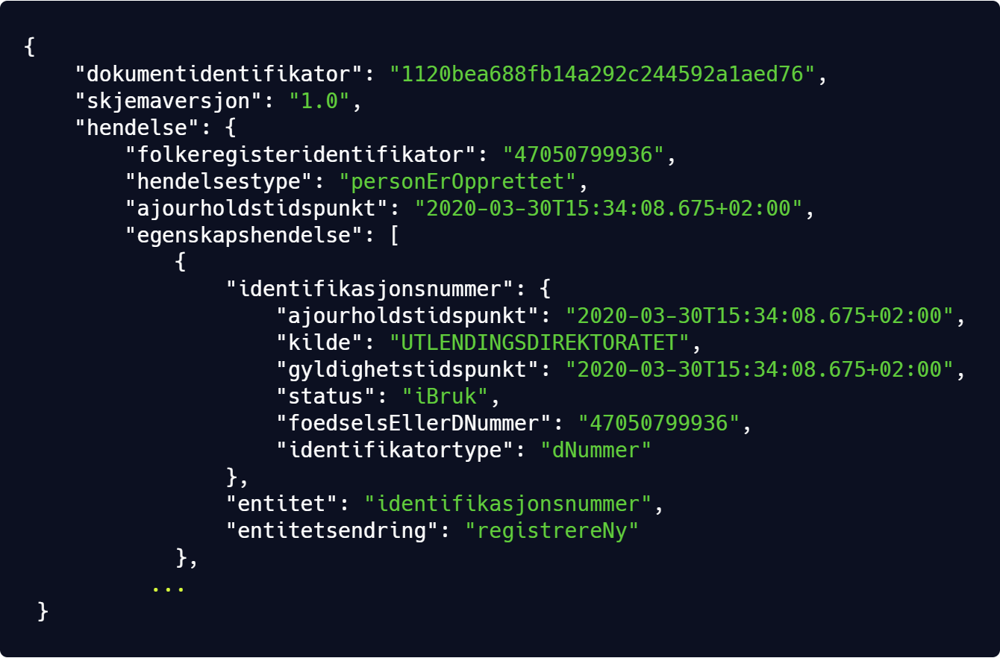 {
"dokumentidentifikator": "1120bea688fb14a292c244592a1aed76",
"skjemaversjon": "1.0",
"hendelse": {
"folkeregisteridentifikator": "47050799936",
"hendelsestype": "personErOpprettet",
"ajourholdstidspunkt": "2020-03-30T15:34:08.675+02:00",
"egenskapshendelse": [
{
"identifikasjonsnummer": {
"ajourholdstidspunkt": "2020-03-30T15:34:08.675+02:00",
"kilde": "UTLENDINGSDIREKTORATET",
"gyldighetstidspunkt": "2020-03-30T15:34:08.675+02:00",
"status": "iBruk",
"foedselsEllerDNummer": "47050799936",
"identifikatortype": "dNummer"
},
"entitet": "identifikasjonsnummer",
"entitetsendring": "registrereNy"
},
...
}